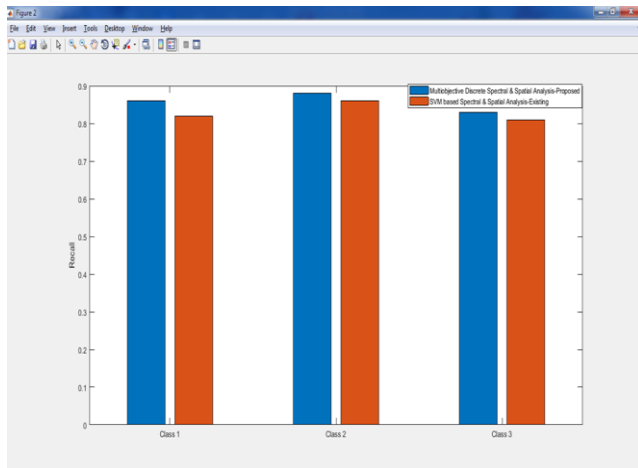 Figure 2
File Edit View Insert Tools Desktop Window Help
Multiobjective Discrete Spectral & Spatial Analysis-Proposed
SVM based Spectral & Spatial Analysis-Existing
0.9
0.8
0.7
0.6
0.5
0.4
0.3
0.2
0.1
0
Recall
Class 1 Class 2 Class 3